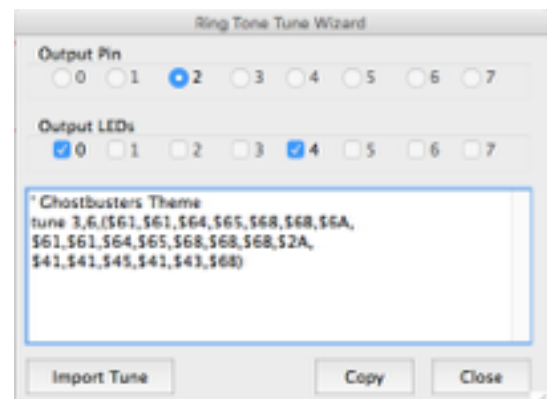 Ring Tone Tune Wizard
Output Pin
0 1 2 3 4 5 6 7
Output LEDs
0 1 2 3 4 5 6 7
' Ghostbusters Theme
tune 3,6,($61,$61,$64,$65,$68,$68,$6A,
$61,$61,$64,$65,$68,$68,$68,$2A,
$41,$41,$45,$41,$43,$68)
Import Tune Copy Close